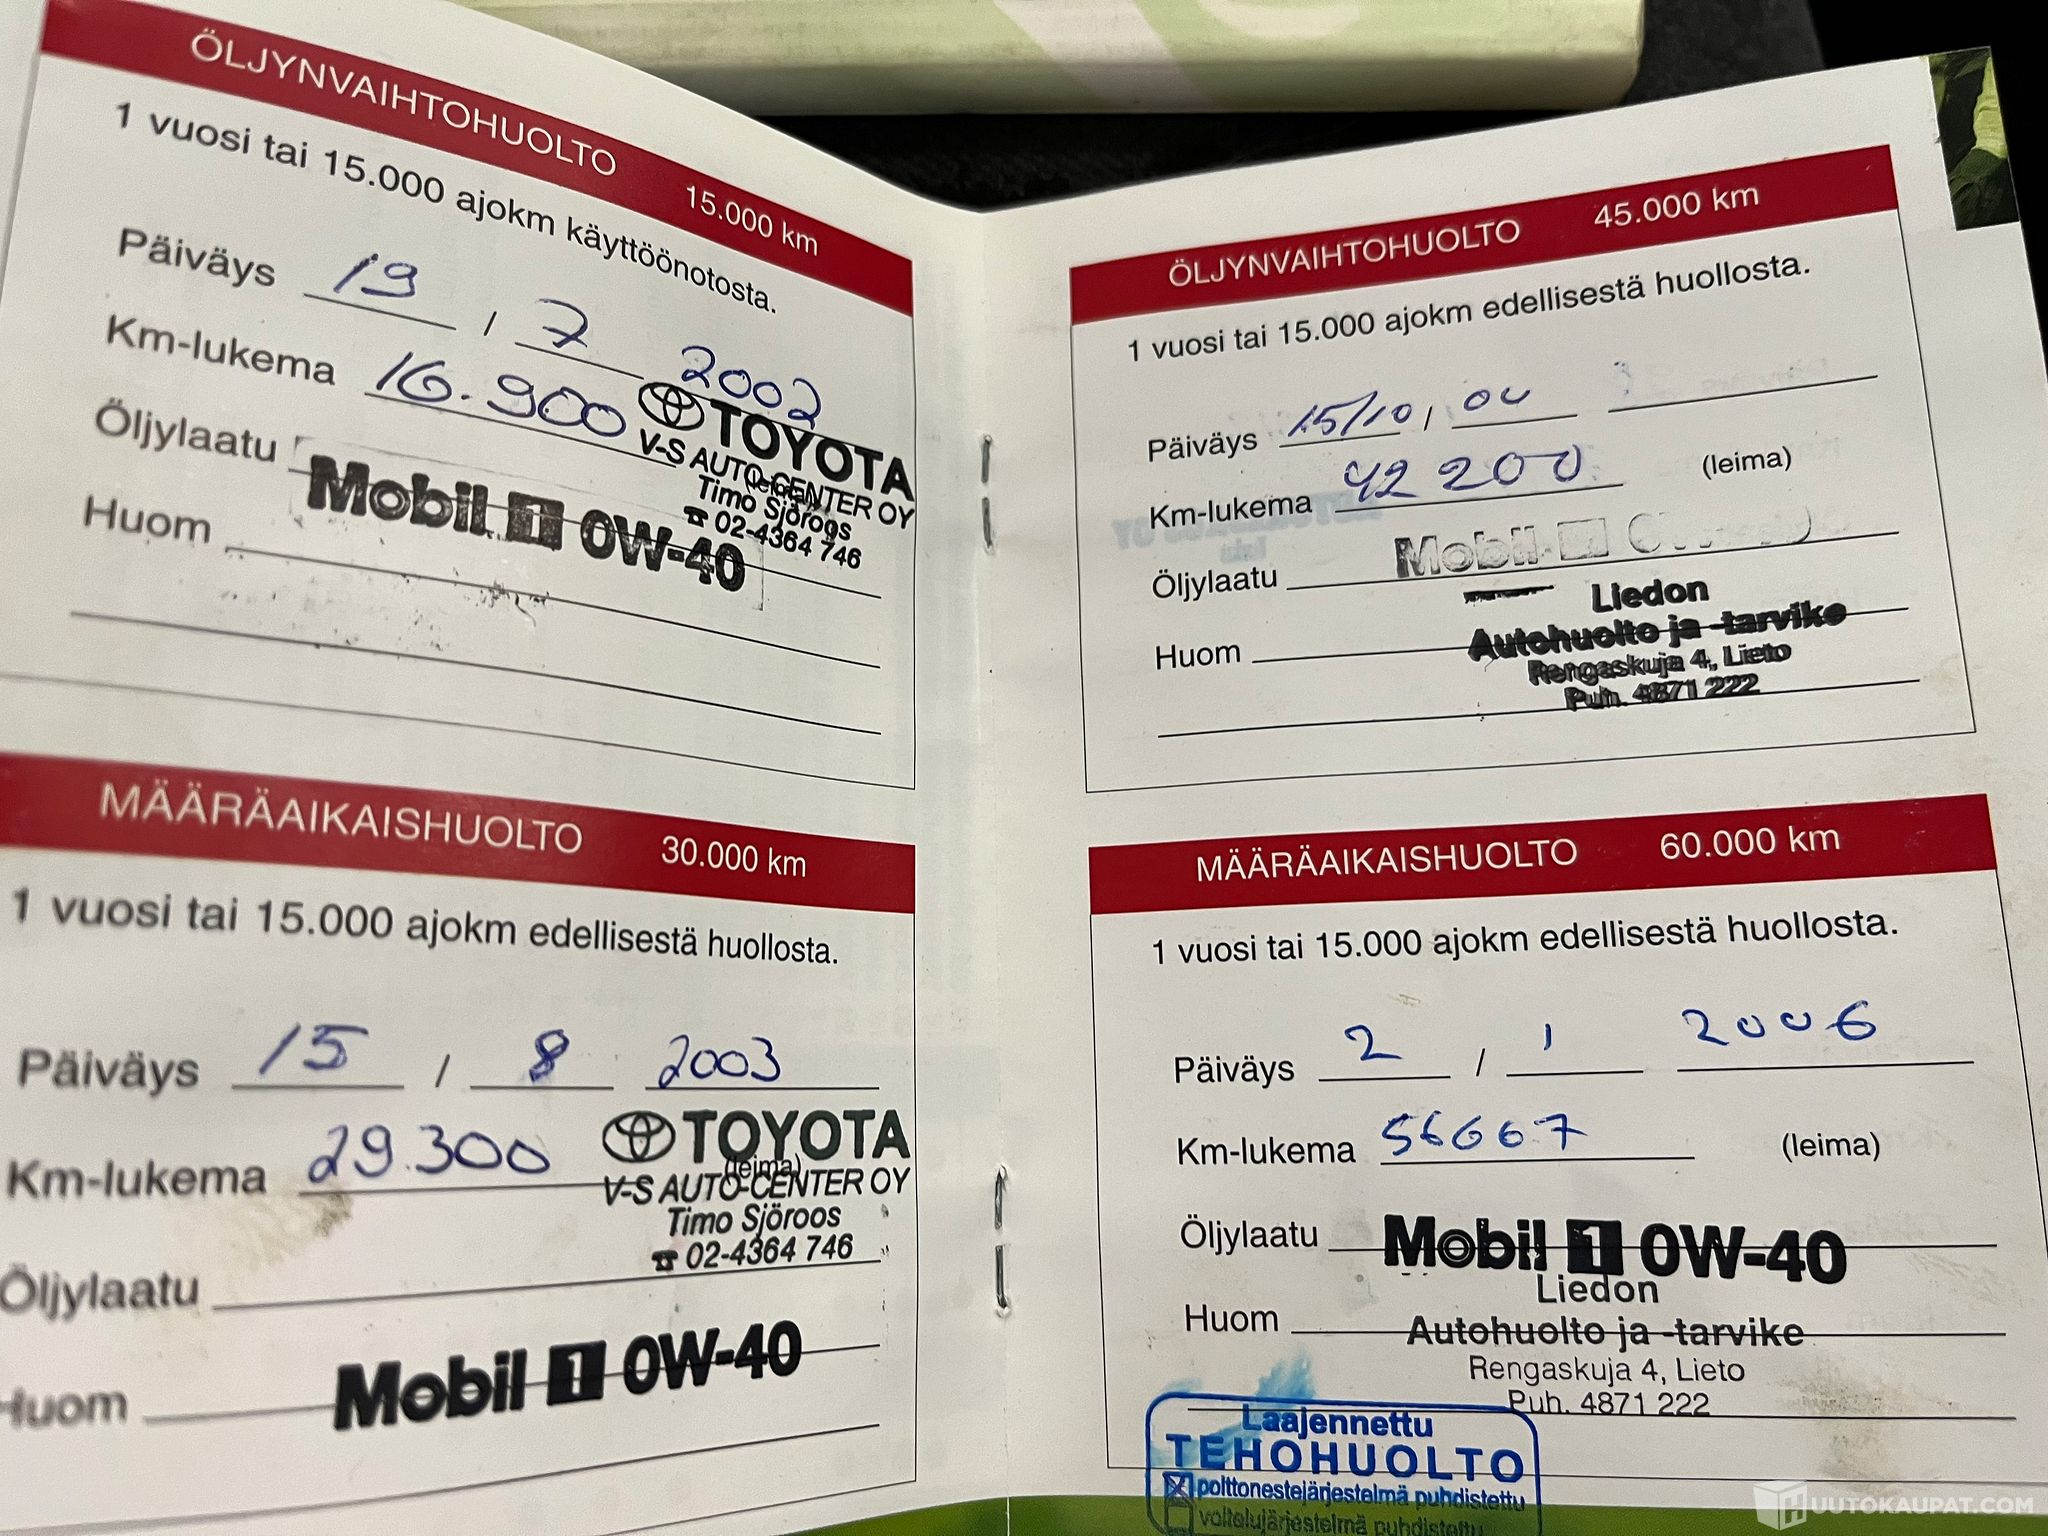 ÖLJYNVAIHTOHUOLTO 15.000 km
1 vuosi tai 15.000 ajokm käyttöönotosta.
Päiväys 19 / 7 2002
Km-lukema 16.900
TOYOTA
V-S AUTO-CENTER OY
(leima)
Timo Sjöroos
☎ 02-4364 746
Öljylaatu Mobil 1 0W-40
Huom
MÄÄRÄAIKAISHUOLTO 30.000 km
1 vuosi tai 15.000 ajokm edellisestä huollosta.
Päiväys 15 / 8 2003
Km-lukema 29.300
TOYOTA
(leima)
V-S AUTO-CENTER OY
Timo Sjöroos
☎ 02-4364 746
Öljylaatu
Mobil 1 0W-40
Huom
ÖLJYNVAIHTOHUOLTO 45.000 km
1 vuosi tai 15.000 ajokm edellisestä huollosta.
Päiväys 15/10 / 04
Km-lukema 42 200 (leima)
Öljylaatu Mobil 1
Liedon
Huom Autohuolto ja -tarvike
Rengaskuja 4, Lieto
Puh. 4871 222
MÄÄRÄAIKAISHUOLTO 60.000 km
1 vuosi tai 15.000 ajokm edellisestä huollosta.
Päiväys 2 / 1 2006
Km-lukema 56667 (leima)
Öljylaatu Mobil 1 0W-40
Liedon
Huom Autohuolto ja -tarvike
Rengaskuja 4, Lieto
Puh. 4871 222
Laajennettu
TEHOHUOLTO
polttonestejärjestelmä puhdistettu
voitelujärjestelmä puhdistettu
HUUTOKAUPAT.COM